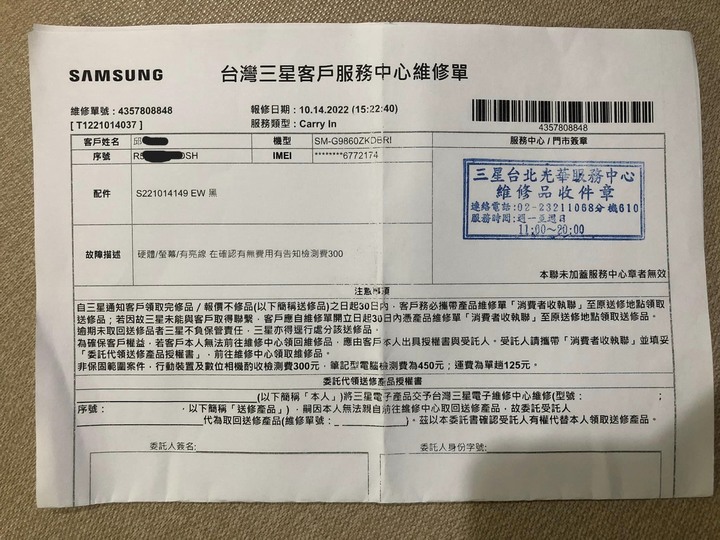 SAMSUNG
台灣三星客戶服務中心維修單
維修單號：4357808848
[ T1221014037 ]
報修日期：10.14.2022 (15:22:40)
服務類型：Carry In
4357808848
客戶姓名 邱
機型 SM-G9860ZKDBRI
服務中心 / 門市簽章
序號
IMEI ********6772174
配件 S221014149 EW 黑
三星台北光華服務中心
維修品收件章
連絡電話:02-23211068分機610
服務時間:週一至週日
11:00~20:00
故障描述 硬體/螢幕/有亮線 在確認有無費用有告知檢測費300
本聯未加蓋服務中心章者無效
注意事項
自三星通知客戶領取完修品 / 報價不修品(以下簡稱送修品)之日起30日內，客戶務必攜帶產品維修單「消費者收執聯」至原送修地點領取
送修品；若因故三星未能與客戶取得聯繫，客戶應自維修單開立日起30日內憑產品維修單「消費者收執聯」至原送修地點領取送修品。
逾期未取回送修品者三星不負保管責任，三星亦得逕行處分該送修品。
為確保客戶權益，若客戶本人無法前往維修中心領回維修品，應由客戶本人出具授權書與受託人。受託人請攜帶「消費者收執聯」並填妥
「委託代領送修產品授權書」，前往維修中心領取維修品。
非保固範圍案件，行動裝置及數位相機酌收檢測費300元，筆記型電腦檢測費為450元；運費為單趟125元。
委託代領送修產品授權書
(以下簡稱「本人」)將三星電子產品交予台灣三星電子維修中心維修(型號： ；
序號： ，以下簡稱「送修產品」)，嗣因本人無法親自前往維修中心取回送修產品，故委託受託人
代為取回送修產品(維修單號： )。茲以本委託書確認受託人有權代替本人領取送修產品。
委託人簽名:
委託人身份字號: